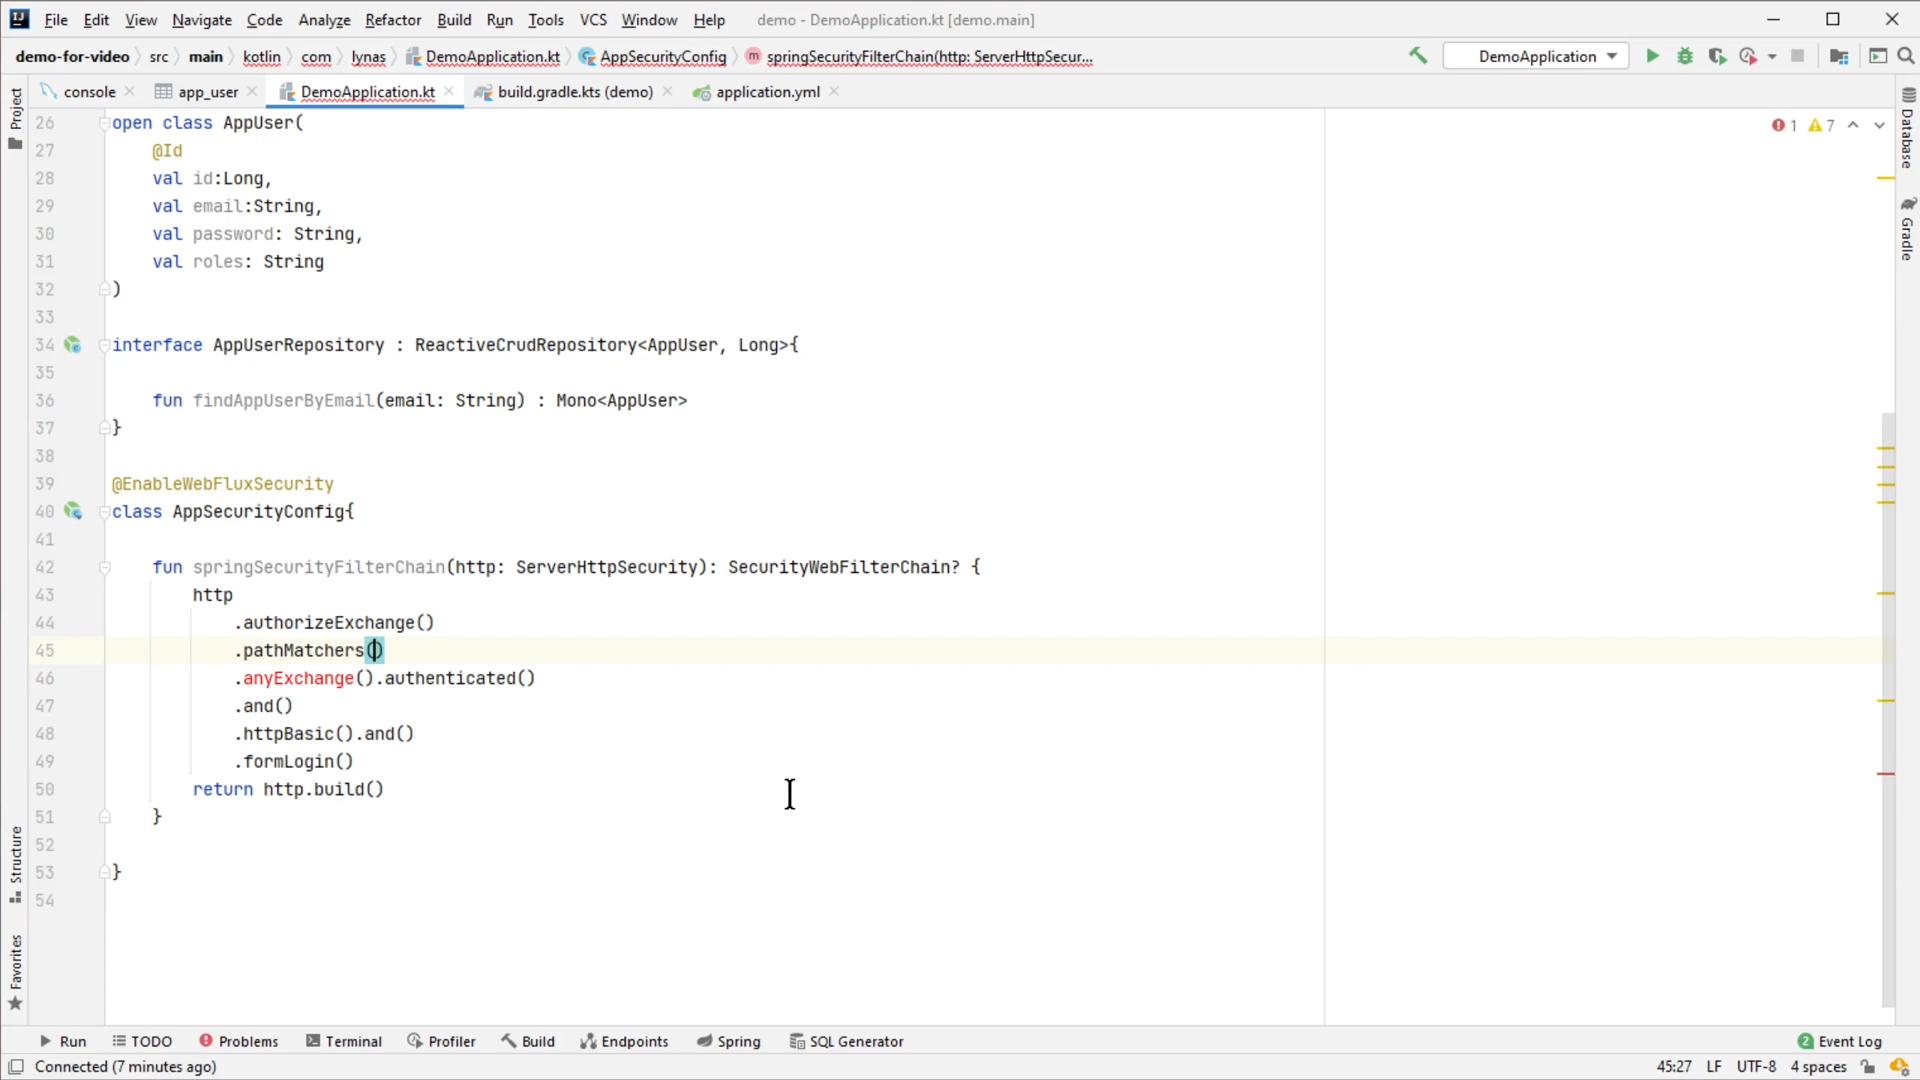 File Edit View Navigate Code Analyze Refactor Build Run Tools VCS Window Help demo - DemoApplication.kt [demo.main]
demo-for-video src main kotlin com lynas DemoApplication.kt AppSecurityConfig springSecurityFilterChain(http: ServerHttpSecur... DemoApplication
console app_user DemoApplication.kt build.gradle.kts (demo) application.yml
Project
Database
Gradle
1 7
26 open class AppUser(
27 @Id
28 val id:Long,
29 val email:String,
30 val password: String,
31 val roles: String
32 )
33
34 interface AppUserRepository : ReactiveCrudRepository<AppUser, Long>{
35
36 fun findAppUserByEmail(email: String) : Mono<AppUser>
37 }
38
39 @EnableWebFluxSecurity
40 class AppSecurityConfig{
41
42 fun springSecurityFilterChain(http: ServerHttpSecurity): SecurityWebFilterChain? {
43 http
44 .authorizeExchange()
45 .pathMatchers()
46 .anyExchange().authenticated()
47 .and()
48 .httpBasic().and()
49 .formLogin()
50 return http.build()
51 }
52
53 }
54
Structure
Favorites
Run TODO Problems Terminal Profiler Build Endpoints Spring SQL Generator 2 Event Log
Connected (7 minutes ago) 45:27 LF UTF-8 4 spaces